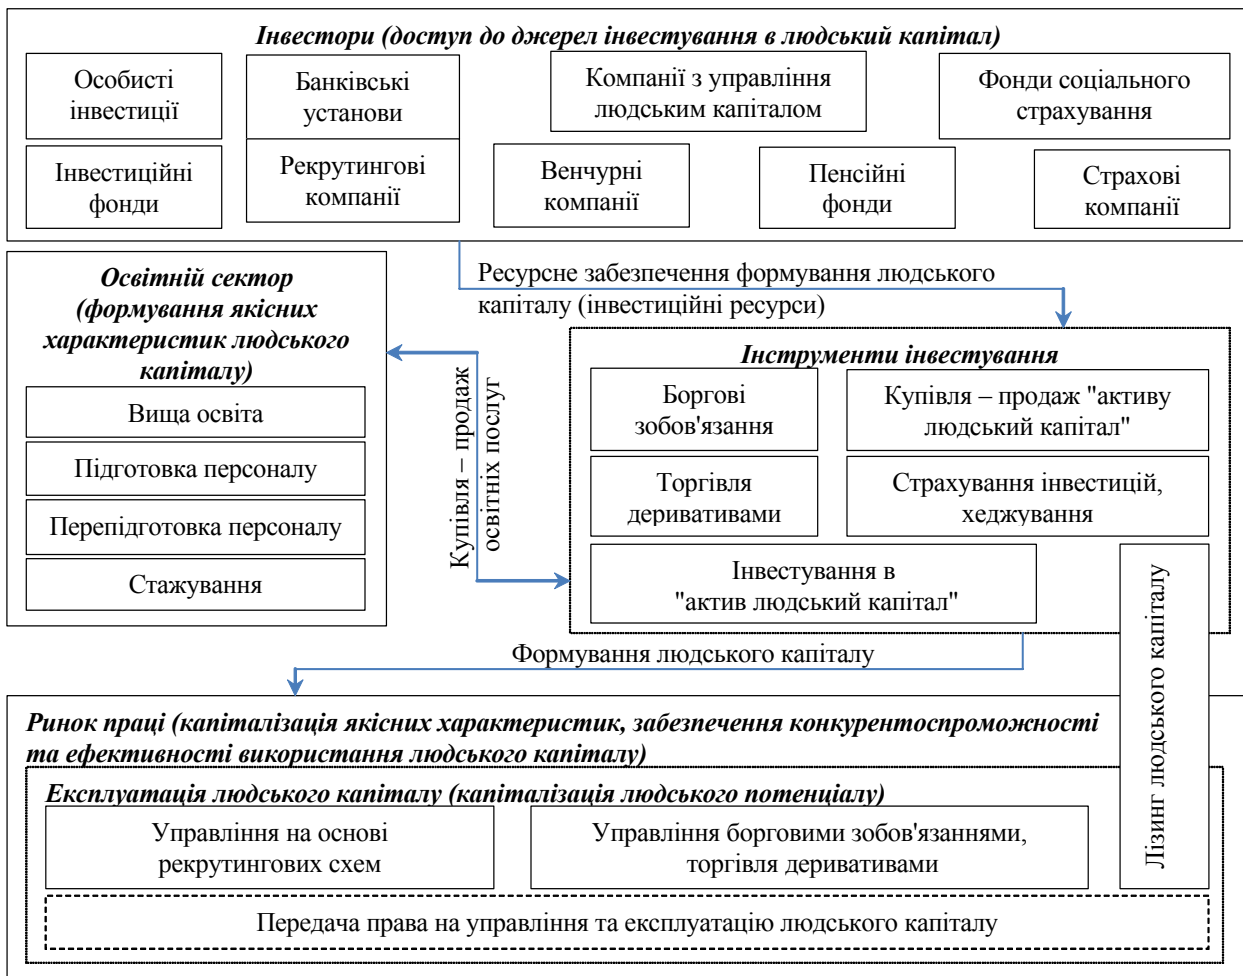 Інвестори (доступ до джерел інвестування в людський капітал)
Особисті
інвестиції
Банківські
установи
Компанії з управління
людським капіталом
Фонди соціального
страхування
Інвестиційні
фонди
Рекрутингові
компанії
Венчурні
компанії
Пенсійні
фонди
Страхові
компанії
Ресурсне забезпечення формування людського
капіталу (інвестиційні ресурси)
Освітній сектор
(формування якісних
характеристик людського
капіталу)
Вища освіта
Підготовка персоналу
Перепідготовка персоналу
Стажування
Купівля – продаж
освітніх послуг
Інструменти інвестування
Боргові
зобов'язання
Купівля – продаж "активу
людський капітал"
Торгівля
деривативами
Страхування інвестицій,
хеджування
Інвестування в
"актив людський капітал"
Лізинг людського капіталу
Формування людського капіталу
Ринок праці (капіталізація якісних характеристик, забезпечення конкурентоспроможності
та ефективності використання людського капіталу)
Експлуатація людського капіталу (капіталізація людського потенціалу)
Управління на основі
рекрутингових схем
Управління борговими зобов'язаннями,
торгівля деривативами
Передача права на управління та експлуатацію людського капіталу